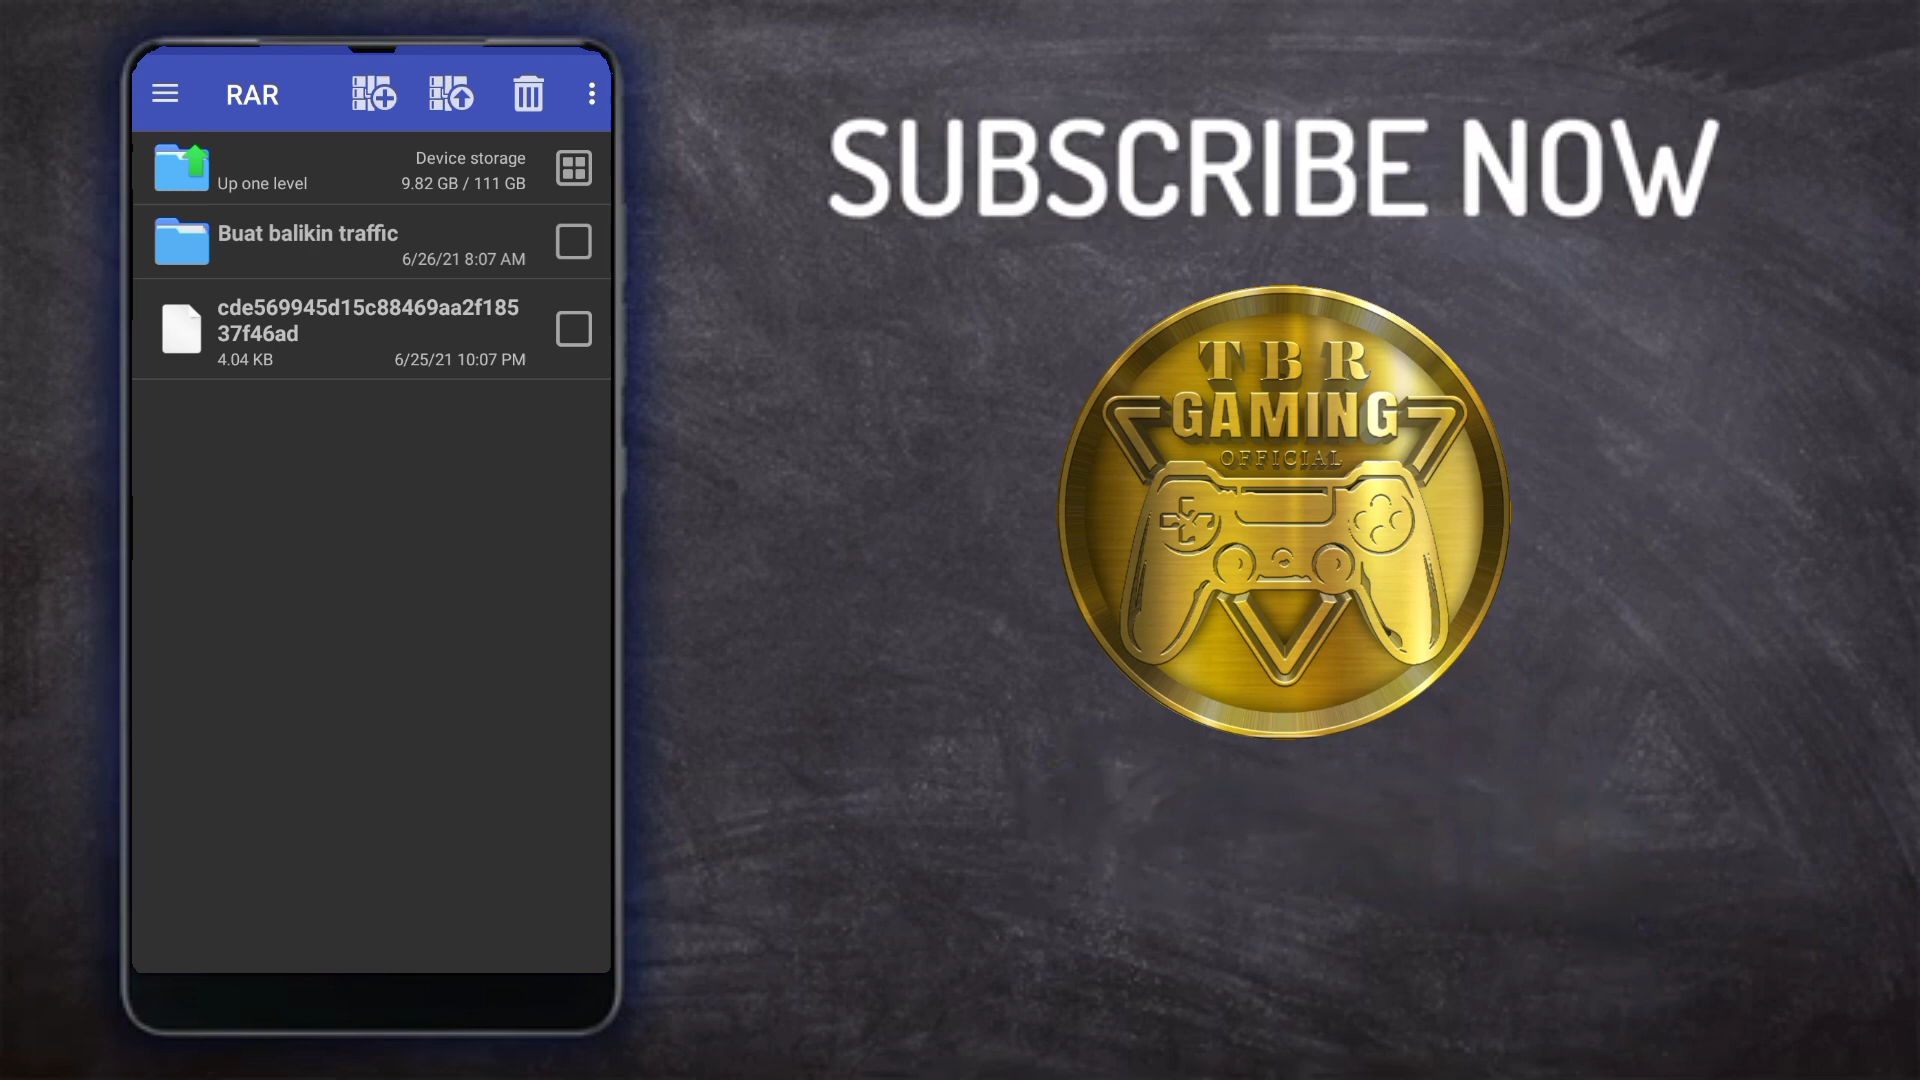 RAR
Device storage
Up one level
9.82 GB / 111 GB
Buat balikin traffic
6/26/21 8:07 AM
cde569945d15c88469aa2f185
37f46ad
4.04 KB
6/25/21 10:07 PM
SUBSCRIBE NOW
TBR
GAMING
OFFICIAL